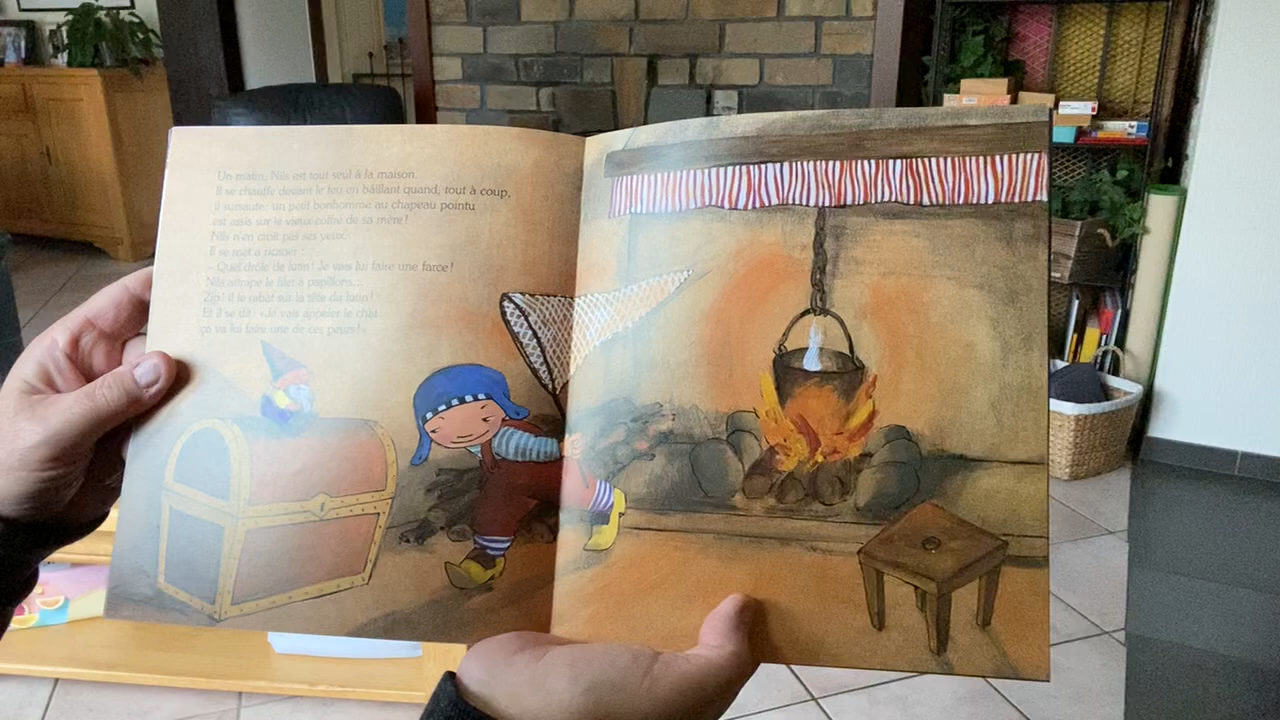 Un matin, Nils est tout seul à la maison.
Il se chauffe devant le feu en bâillant quand, tout à coup,
il sursaute : un petit bonhomme au chapeau pointu
est assis sur le vieux coffre de sa mère !
Nils n'en croit pas ses yeux.
Il se met à ricaner :
– Quel drôle de lutin ! Je vais lui faire une farce !
Nils attrape le filet à papillons...
Zip ! Il le rabat sur la tête du lutin !
Et il se dit : «Je vais appeler le chat,
ça va lui faire une de ces peurs !»